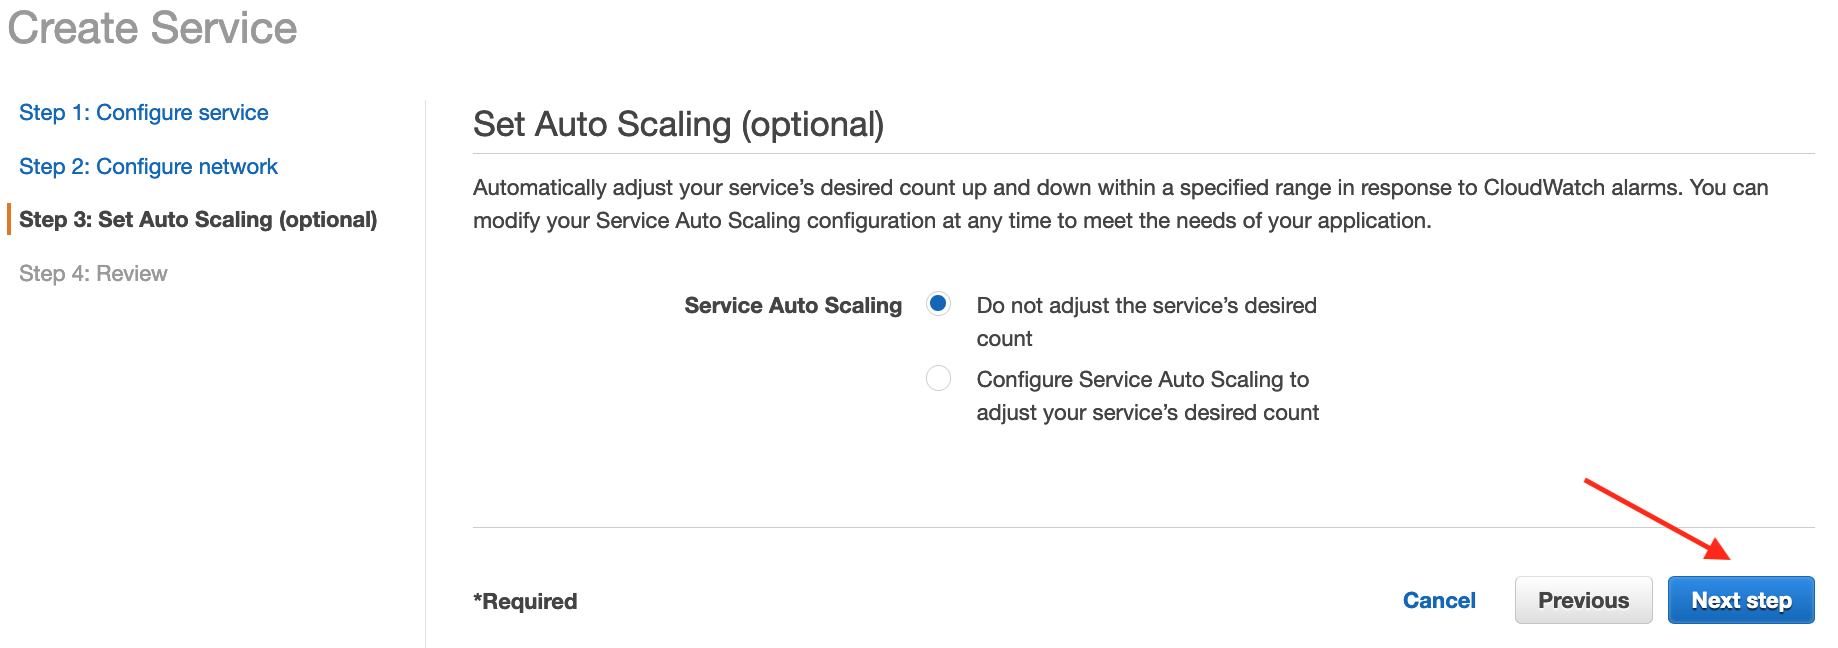 Create Service
Step 1: Configure service
Step 2: Configure network
Step 3: Set Auto Scaling (optional)
Step 4: Review
Set Auto Scaling (optional)
Automatically adjust your service’s desired count up and down within a specified range in response to CloudWatch alarms. You can
modify your Service Auto Scaling configuration at any time to meet the needs of your application.
Service Auto Scaling
Do not adjust the service’s desired
count
Configure Service Auto Scaling to
adjust your service’s desired count
*Required
Cancel
Previous
Next step